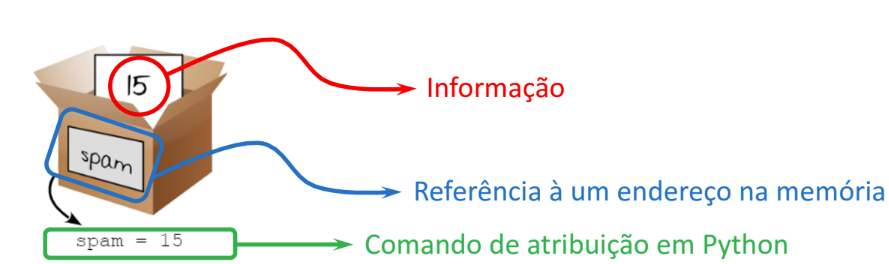 15
Informação
spam
Referência à um endereço na memória
spam = 15
Comando de atribuição em Python